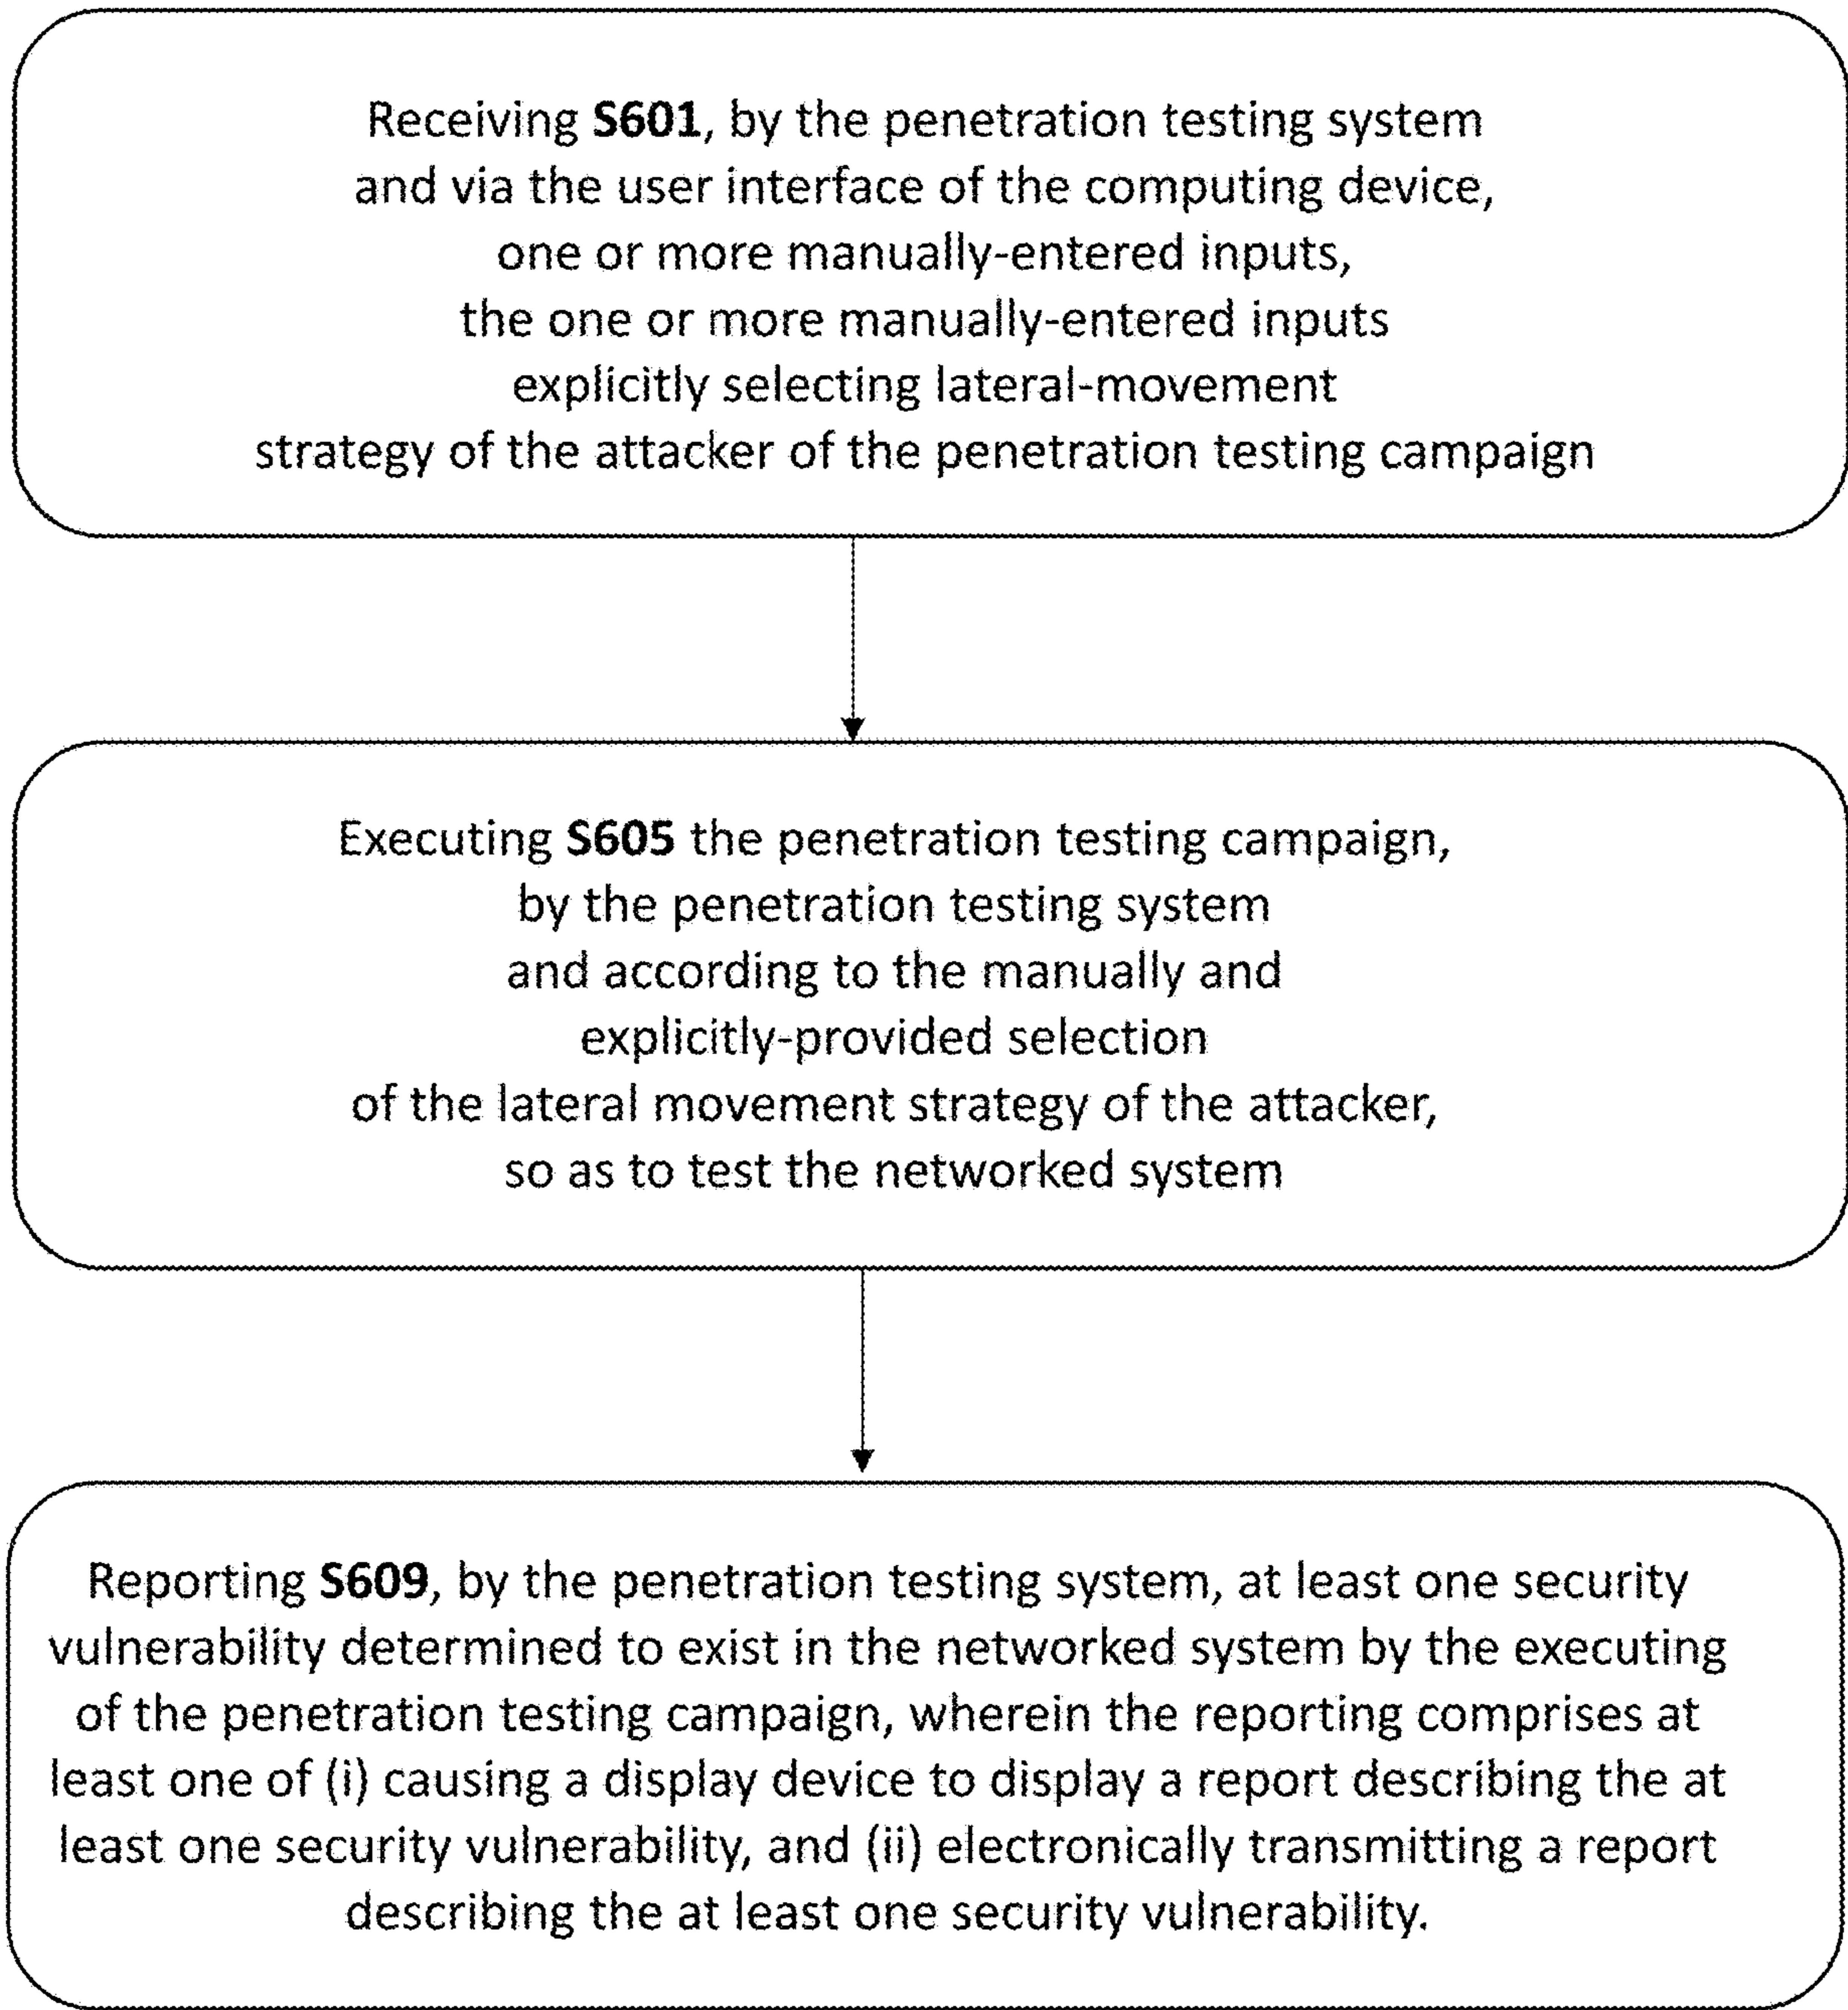 Receiving S601, by the penetration testing system
and via the user interface of the computing device,
one or more manually-entered inputs,
the one or more manually-entered inputs
explicitly selecting lateral-movement
strategy of the attacker of the penetration testing campaign
Executing S605 the penetration testing campaign,
by the penetration testing system
and according to the manually and
explicitly-provided selection
of the lateral movement strategy of the attacker,
so as to test the networked system
Reporting S609, by the penetration testing system, at least one security
vulnerability determined to exist in the networked system by the executing
of the penetration testing campaign, wherein the reporting comprises at
least one of (i) causing a display device to display a report describing the at
least one security vulnerability, and (ii) electronically transmitting a report
describing the at least one security vulnerability.